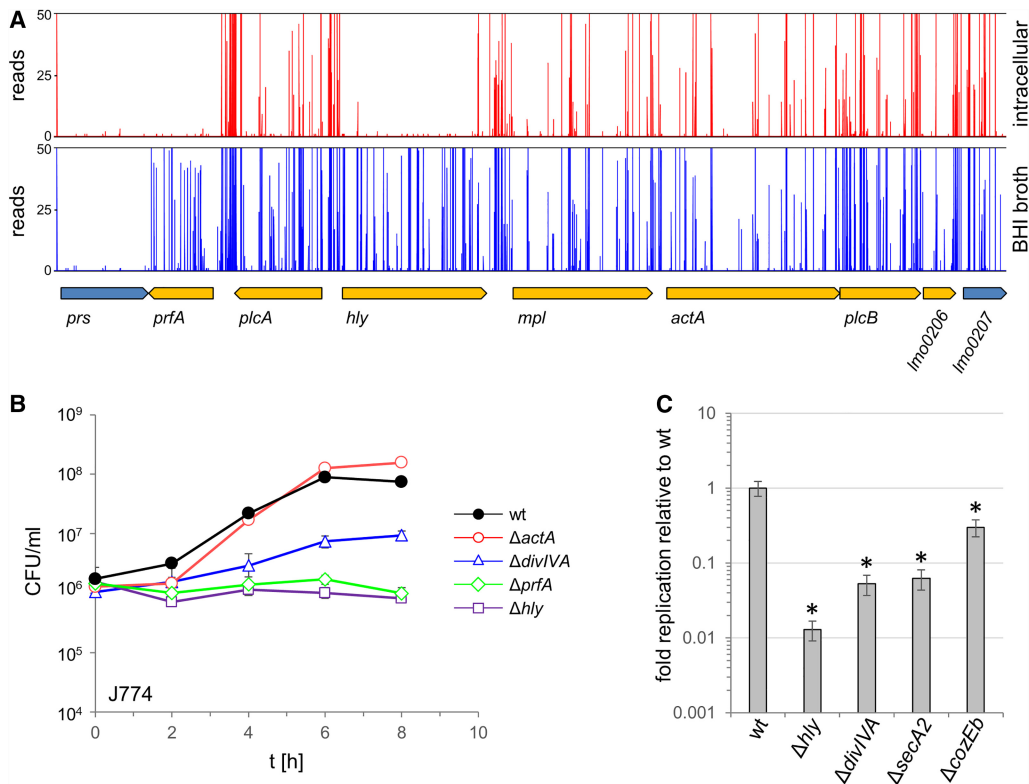 A
50
25
0
reads
intracellular
50
25
0
reads
BHI broth
prs prfA plcA hly mpl actA plcB lmo0206 lmo0207
B
10⁹
10⁸
10⁷
10⁶
10⁵
10⁴
CFU/ml
J774
0 2 4 6 8 10
t [h]
wt
ΔactA
ΔdivIVA
ΔprfA
Δhly
C
fold replication relative to wt
10
1
0.1
0.01
0.001
* * * *
wt Δhly ΔdivIVA ΔsecA2 ΔcozEb